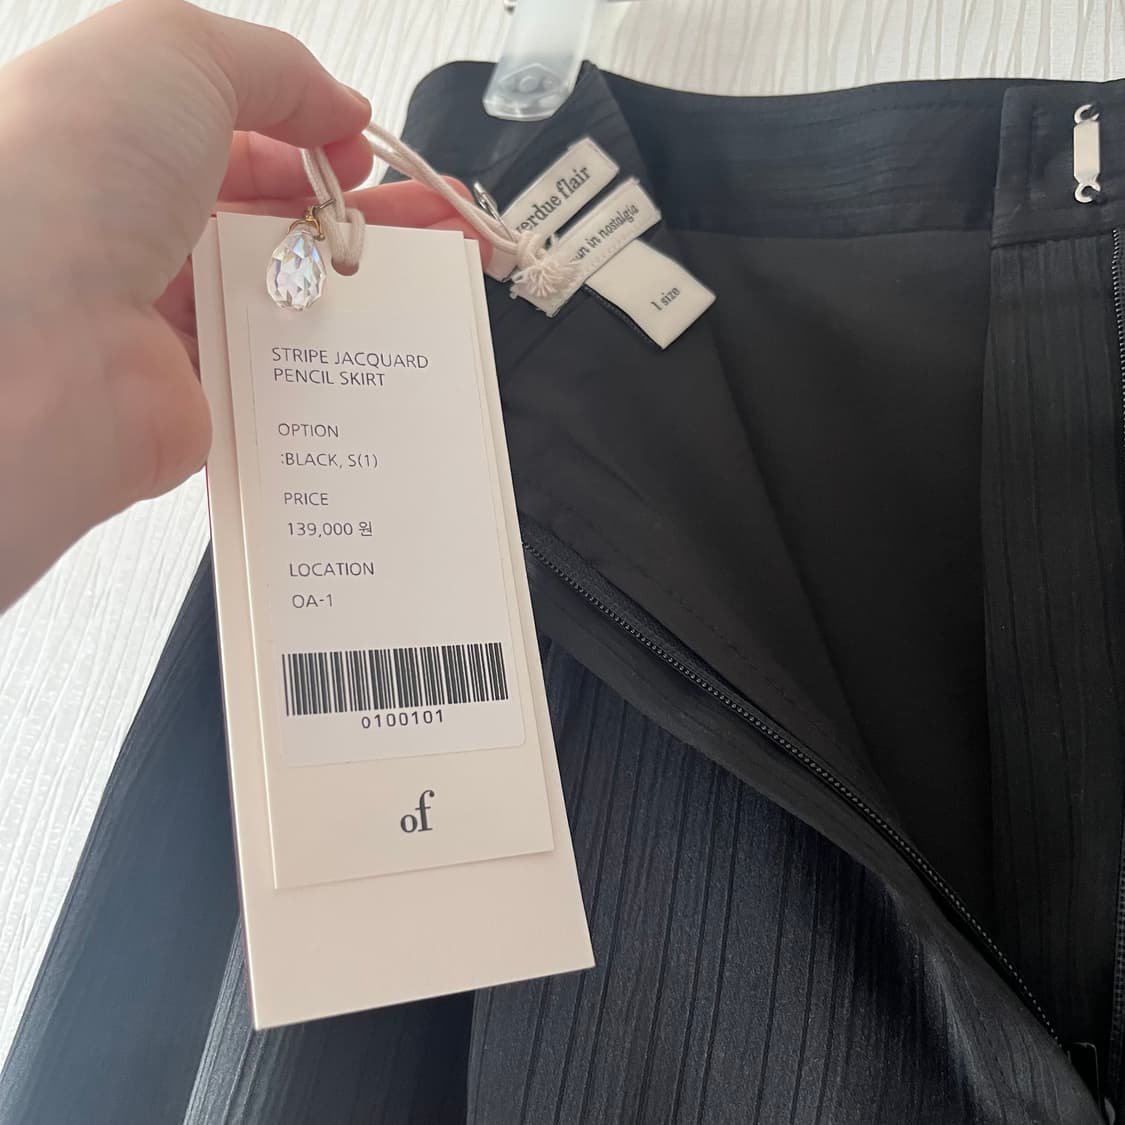 flair
in nostalgia
1 size
STRIPE JACQUARD
PENCIL SKIRT
OPTION
:BLACK, S(1)
PRICE
139,000 원
LOCATION
OA-1
0100101
of